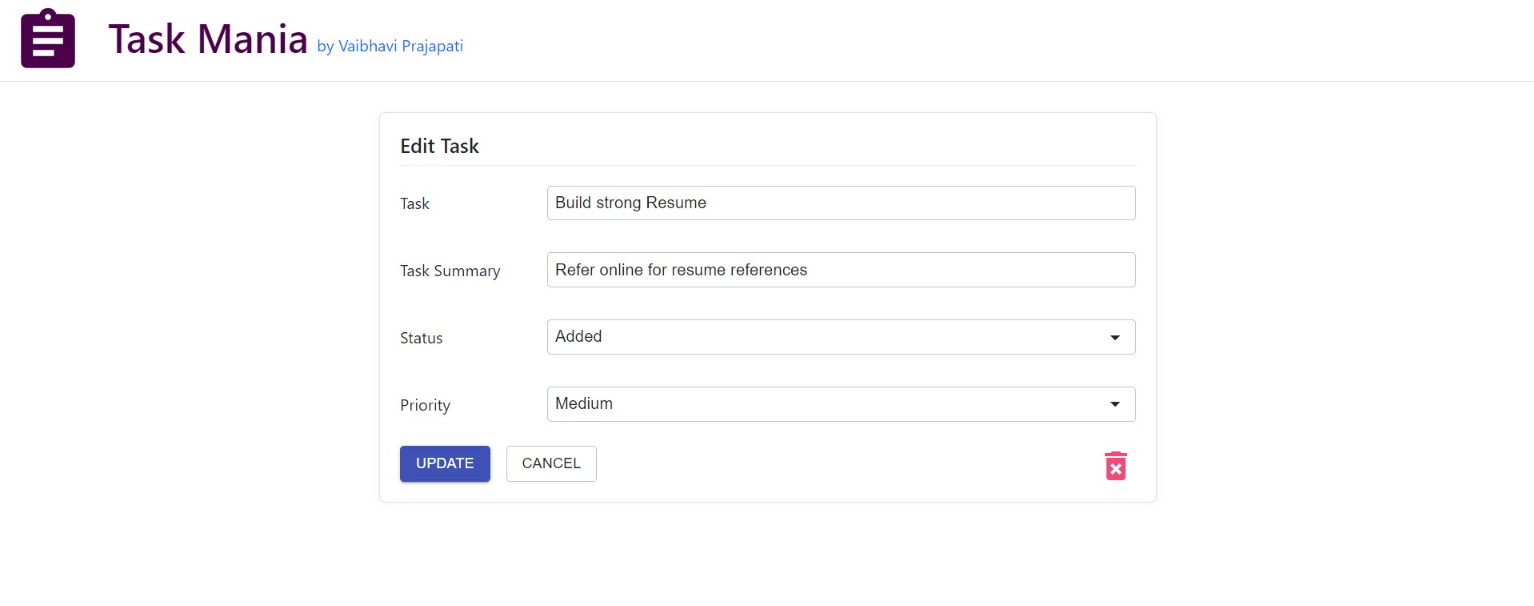 Task Mania by Vaibhavi Prajapati
Edit Task
Task Build strong Resume
Task Summary Refer online for resume references
Status Added
Priority Medium
UPDATE CANCEL